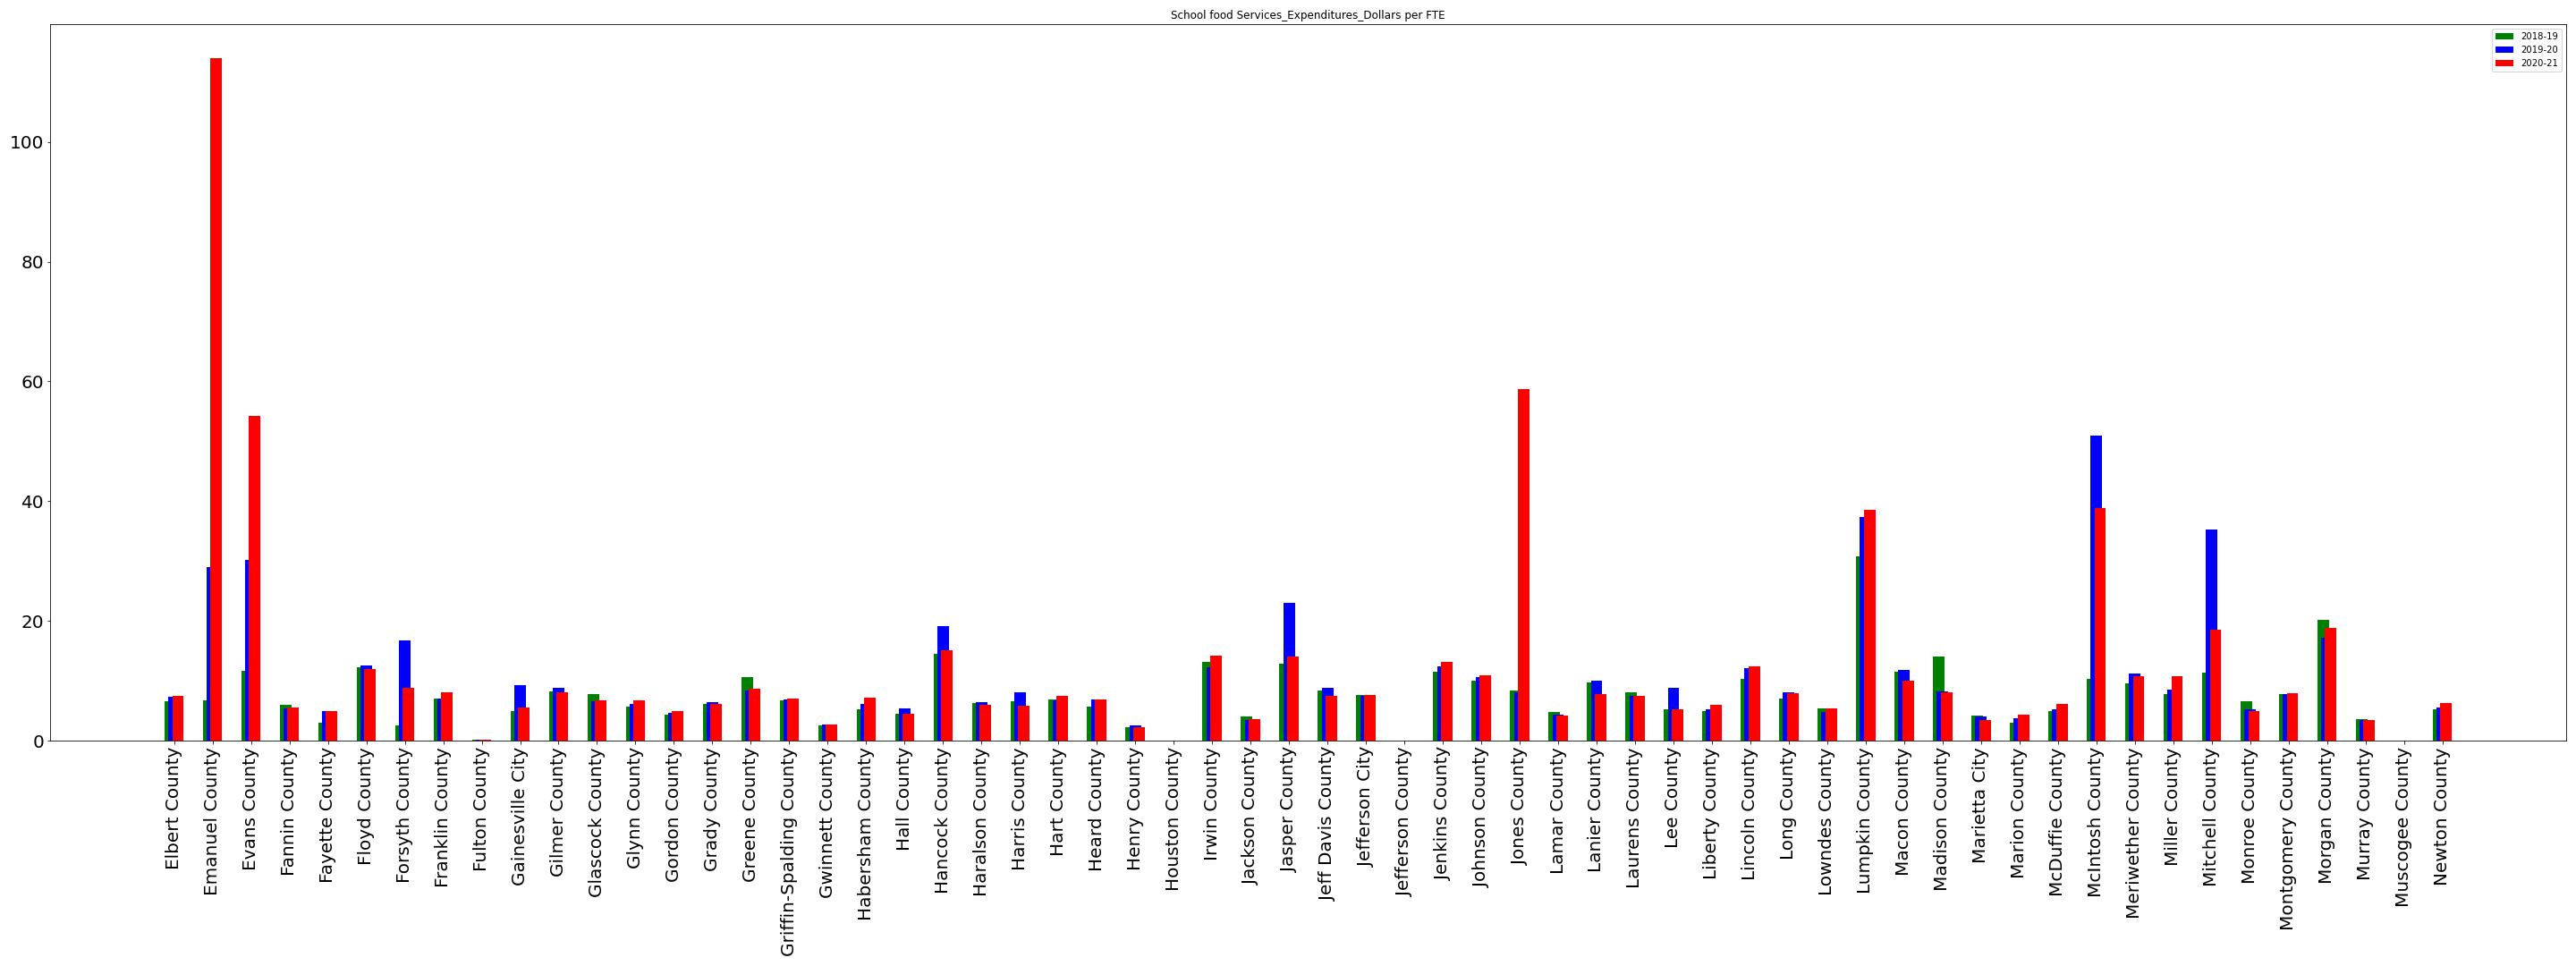 School food Services_Expenditures_Dollars per FTE
2018-19
2019-20
2020-21
100
80
60
40
20
0
Elbert County
Emanuel County
Evans County
Fannin County
Fayette County
Floyd County
Forsyth County
Franklin County
Fulton County
Gainesville City
Gilmer County
Glascock County
Glynn County
Gordon County
Grady County
Greene County
Griffin-Spalding County
Gwinnett County
Habersham County
Hall County
Hancock County
Haralson County
Harris County
Hart County
Heard County
Henry County
Houston County
Irwin County
Jackson County
Jasper County
Jeff Davis County
Jefferson City
Jefferson County
Jenkins County
Johnson County
Jones County
Lamar County
Lanier County
Laurens County
Lee County
Liberty County
Lincoln County
Long County
Lowndes County
Lumpkin County
Macon County
Madison County
Marietta City
Marion County
McDuffie County
McIntosh County
Meriwether County
Miller County
Mitchell County
Monroe County
Montgomery County
Morgan County
Murray County
Muscogee County
Newton County